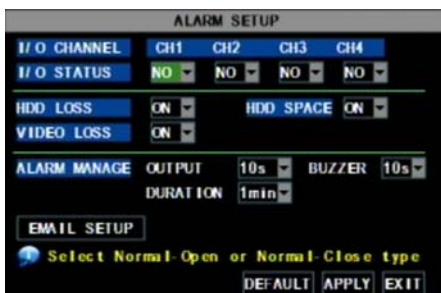 ALARM SETUP
I/O CHANNEL CH1 CH2 CH3 CH4
I/O STATUS NO NO NO NO
HDD LOSS ON HDD SPACE ON
VIDEO LOSS ON
ALARM MANAGE OUTPUT 10s BUZZER 10s
DURATION 1min
EMAIL SETUP
Select Normal-Open or Normal-Close type
DEFAULT APPLY EXIT